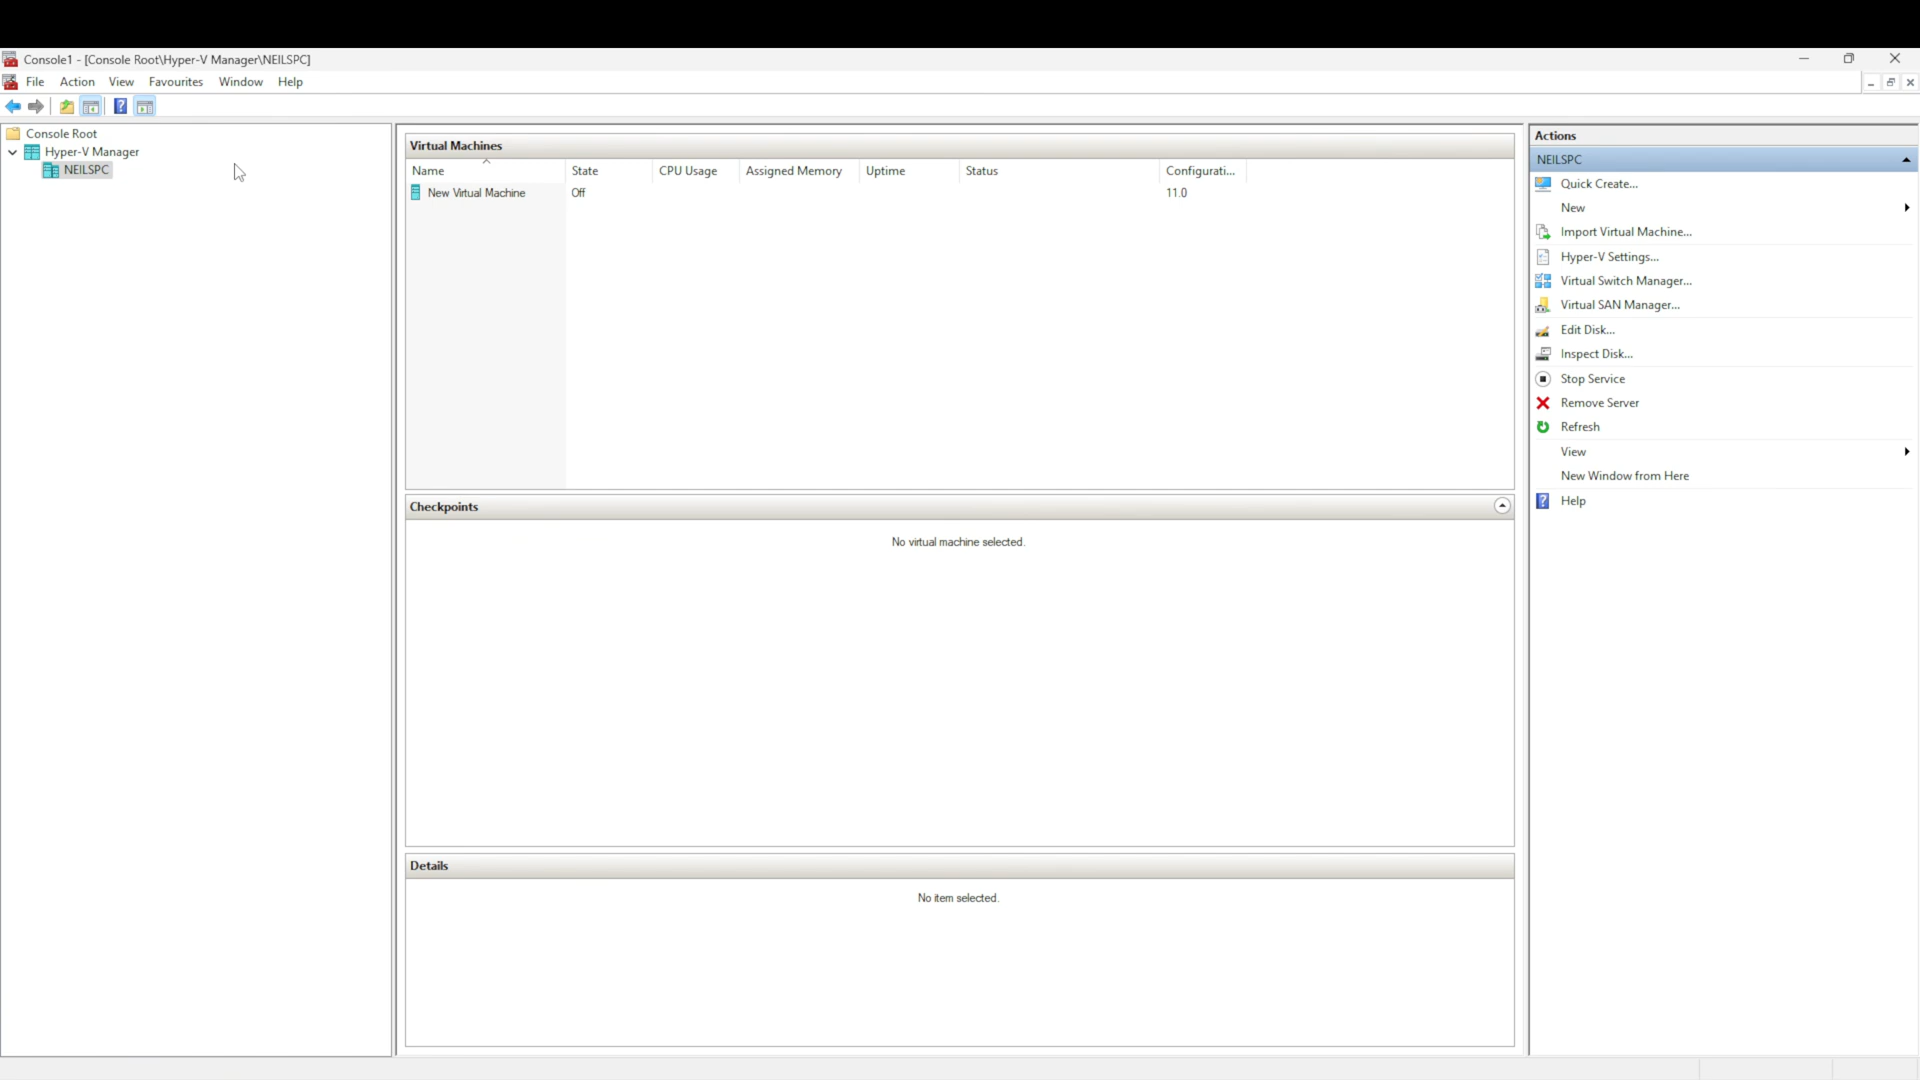 Console1 - [Console Root\Hyper-V Manager\NEILSPC]
File Action View Favourites Window Help
Console Root
Hyper-V Manager
NEILSPC
Virtual Machines
Name State CPU Usage Assigned Memory Uptime Status Configurati...
New Virtual Machine Off 11.0
Checkpoints
No virtual machine selected.
Details
No item selected.
Actions
NEILSPC
Quick Create...
New
Import Virtual Machine...
Hyper-V Settings...
Virtual Switch Manager...
Virtual SAN Manager...
Edit Disk...
Inspect Disk...
Stop Service
Remove Server
Refresh
View
New Window from Here
Help